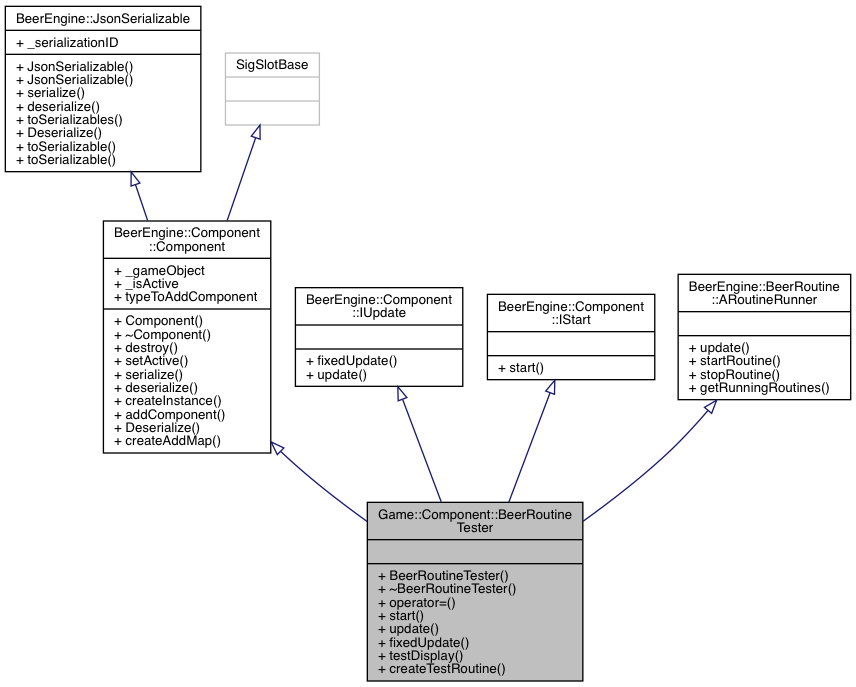 BeerEngine::JsonSerializable
+ _serializationID
+ JsonSerializable()
+ JsonSerializable()
+ serialize()
+ deserialize()
+ toSerializables()
+ Deserialize()
+ toSerializable()
+ toSerializable()
SigSlotBase
BeerEngine::Component
::Component
+ _gameObject
+ _isActive
+ typeToAddComponent
+ Component()
+ ~Component()
+ destroy()
+ setActive()
+ serialize()
+ deserialize()
+ createInstance()
+ addComponent()
+ Deserialize()
+ createAddMap()
BeerEngine::Component
::IUpdate
+ fixedUpdate()
+ update()
BeerEngine::Component
::IStart
+ start()
BeerEngine::BeerRoutine
::ARoutineRunner
+ update()
+ startRoutine()
+ stopRoutine()
+ getRunningRoutines()
Game::Component::BeerRoutine
Tester
+ BeerRoutineTester()
+ ~BeerRoutineTester()
+ operator=()
+ start()
+ update()
+ fixedUpdate()
+ testDisplay()
+ createTestRoutine()